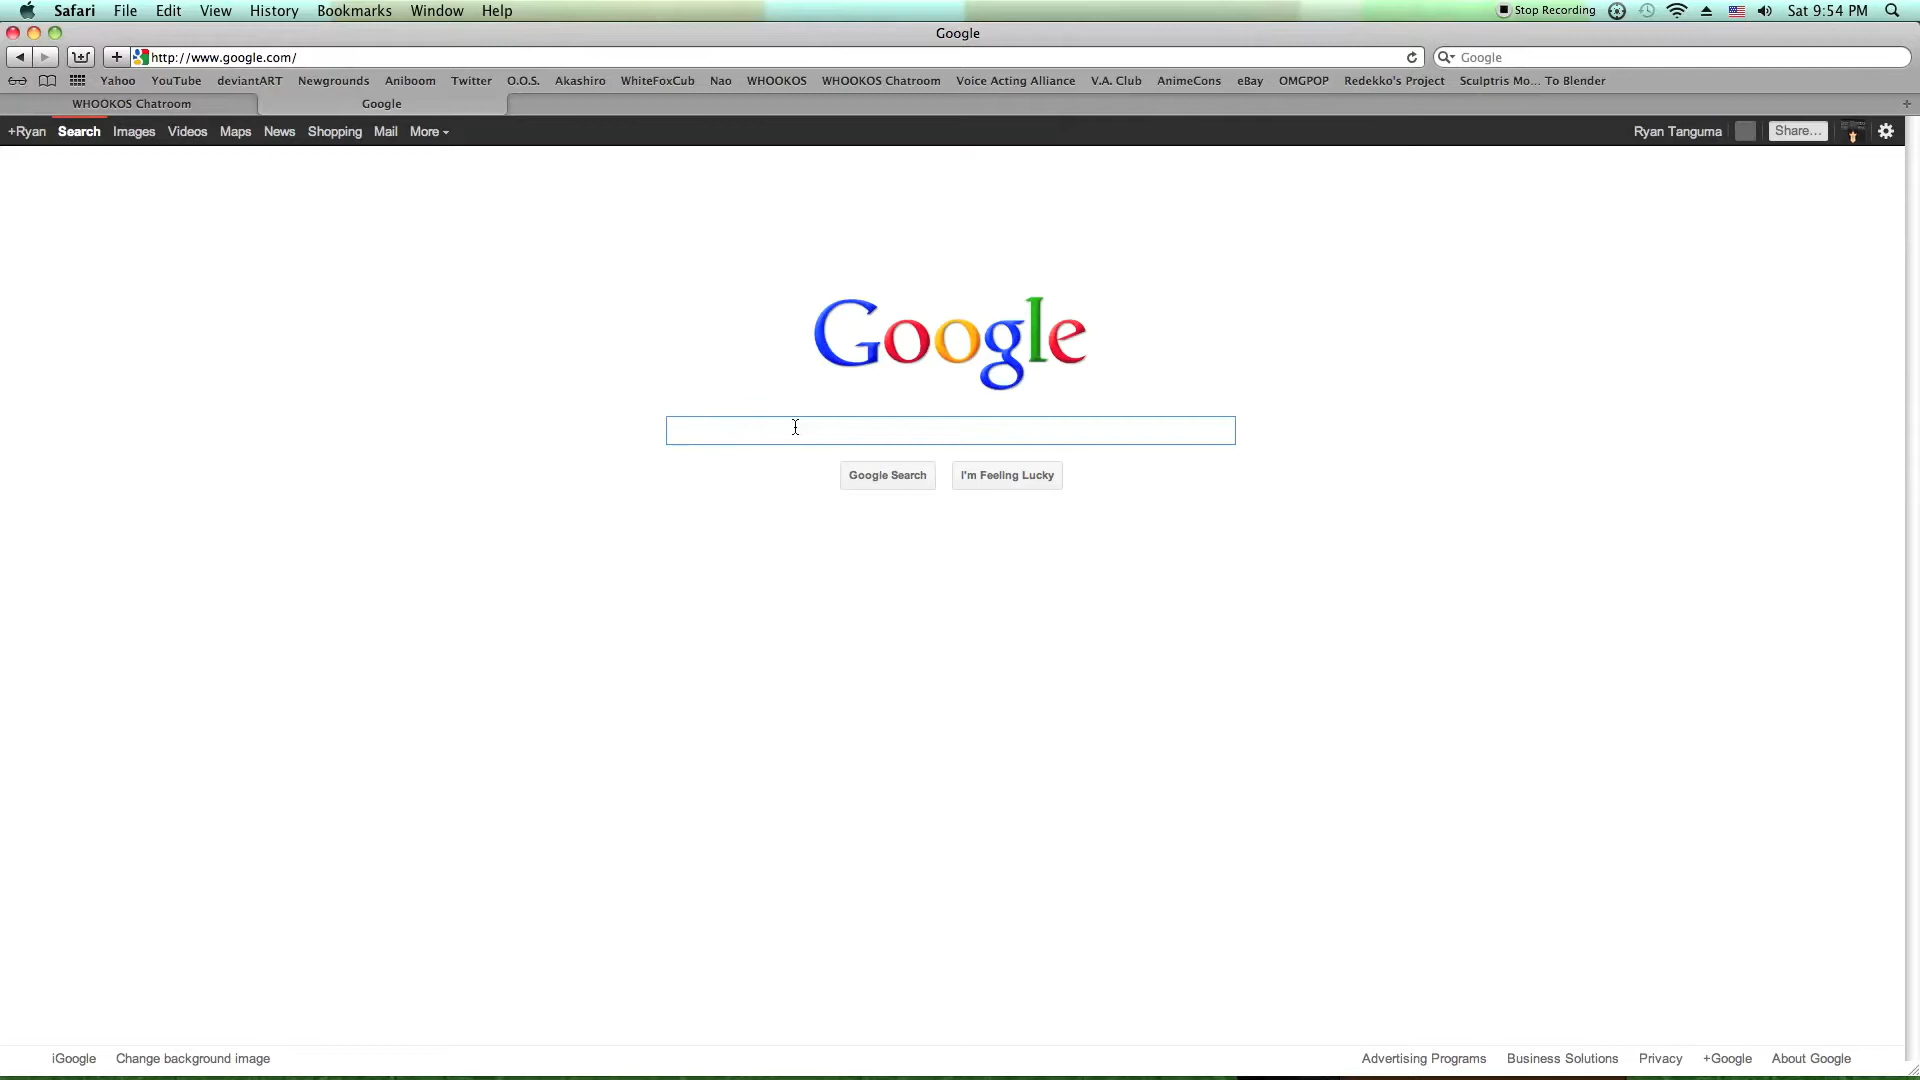 Safari File Edit View History Bookmarks Window Help Stop Recording Sat 9:54 PM
Google
http://www.google.com/ Google
Yahoo YouTube deviantART Newgrounds Aniboom Twitter O.O.S. Akashiro WhiteFoxCub Nao WHOOKOS WHOOKOS Chatroom Voice Acting Alliance V.A. Club AnimeCons eBay OMGPOP Redekko's Project Sculptris Mo... To Blender
WHOOKOS Chatroom Google
+Ryan Search Images Videos Maps News Shopping Mail More Ryan Tanguma Share...
Google
Google Search I'm Feeling Lucky
iGoogle Change background image Advertising Programs Business Solutions Privacy +Google About Google